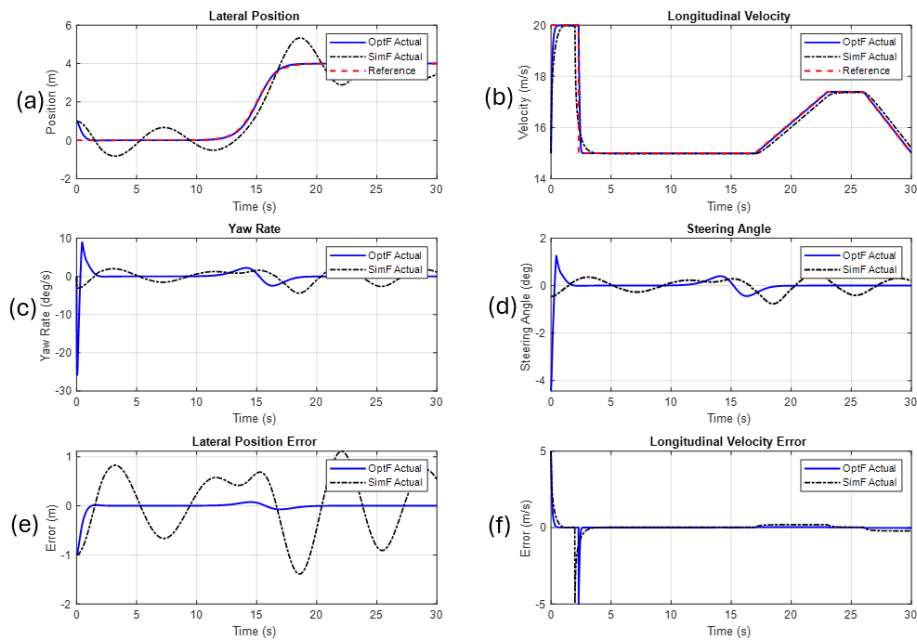 Lateral Position
(a)
Position (m)
6
4
2
0
-2
OptF Actual
SimF Actual
Reference
0 5 10 15 20 25 30
Time (s)
Longitudinal Velocity
(b)
Velocity (m/s)
20
18
16
14
OptF Actual
SimF Actual
Reference
0 5 10 15 20 25 30
Time (s)
Yaw Rate
(c)
Yaw Rate (deg/s)
10
0
-10
-20
-30
OptF Actual
SimF Actual
0 5 10 15 20 25 30
Time (s)
Steering Angle
(d)
Steering Angle (deg)
2
0
-2
-4
OptF Actual
SimF Actual
0 5 10 15 20 25 30
Time (s)
Lateral Position Error
(e)
Error (m)
1
0
-1
-2
OptF Actual
SimF Actual
0 5 10 15 20 25 30
Time (s)
Longitudinal Velocity Error
(f)
Error (m/s)
5
0
-5
OptF Actual
SimF Actual
0 5 10 15 20 25 30
Time (s)